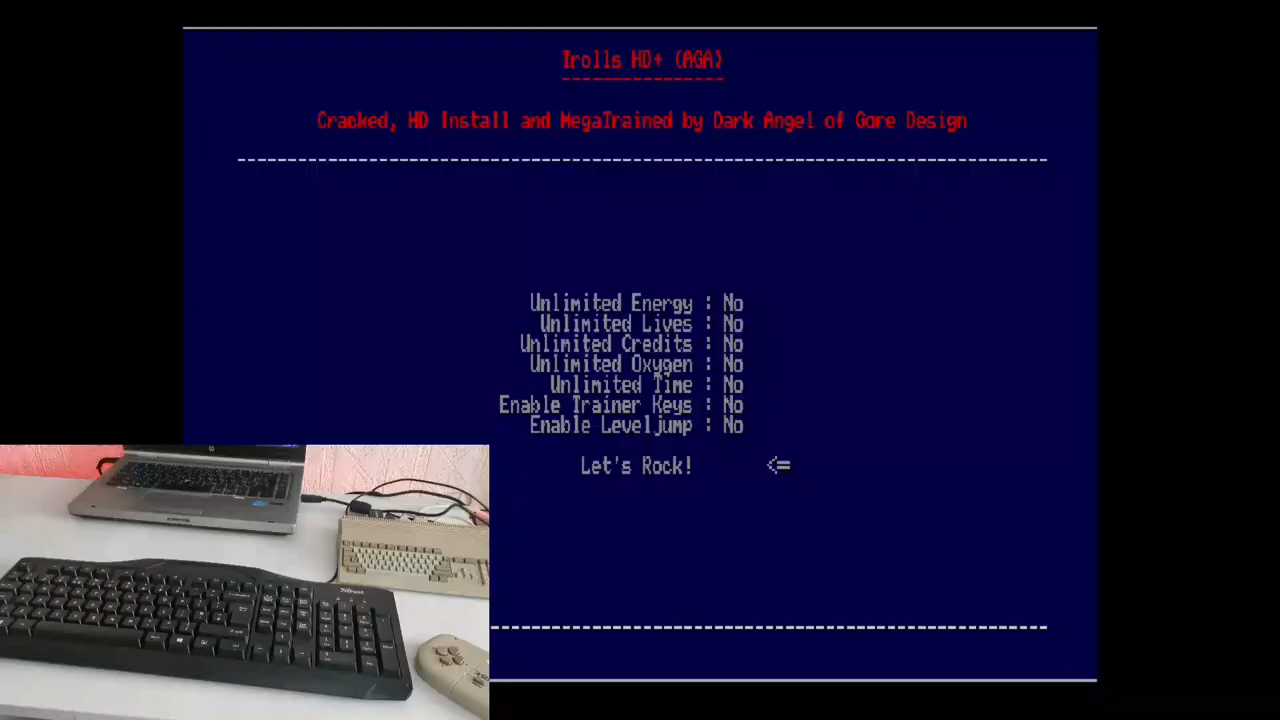 Trolls HD+ (AGA)
---------------
Cracked, HD Install and MegaTrained by Dark Angel of Gore Design
Unlimited Energy : No
Unlimited Lives : No
Unlimited Credits : No
Unlimited Oxygen : No
Unlimited Time : No
Enable Trainer Keys : No
Enable Leveljump : No
Let's Rock! <=
Trust